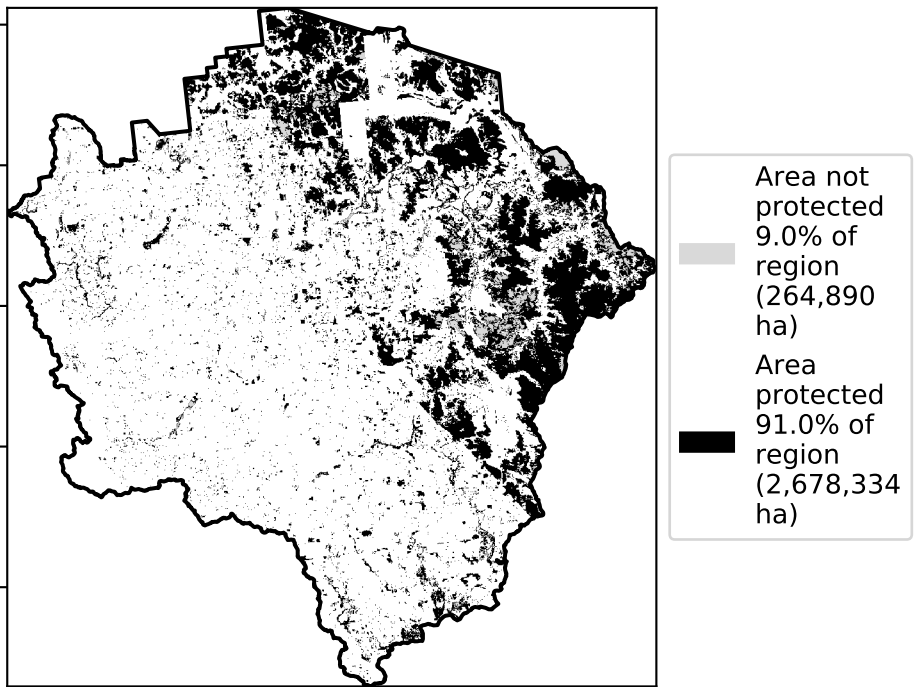 Area not
protected
9.0% of
region
(264,890
ha)
Area
protected
91.0% of
region
(2,678,334
ha)